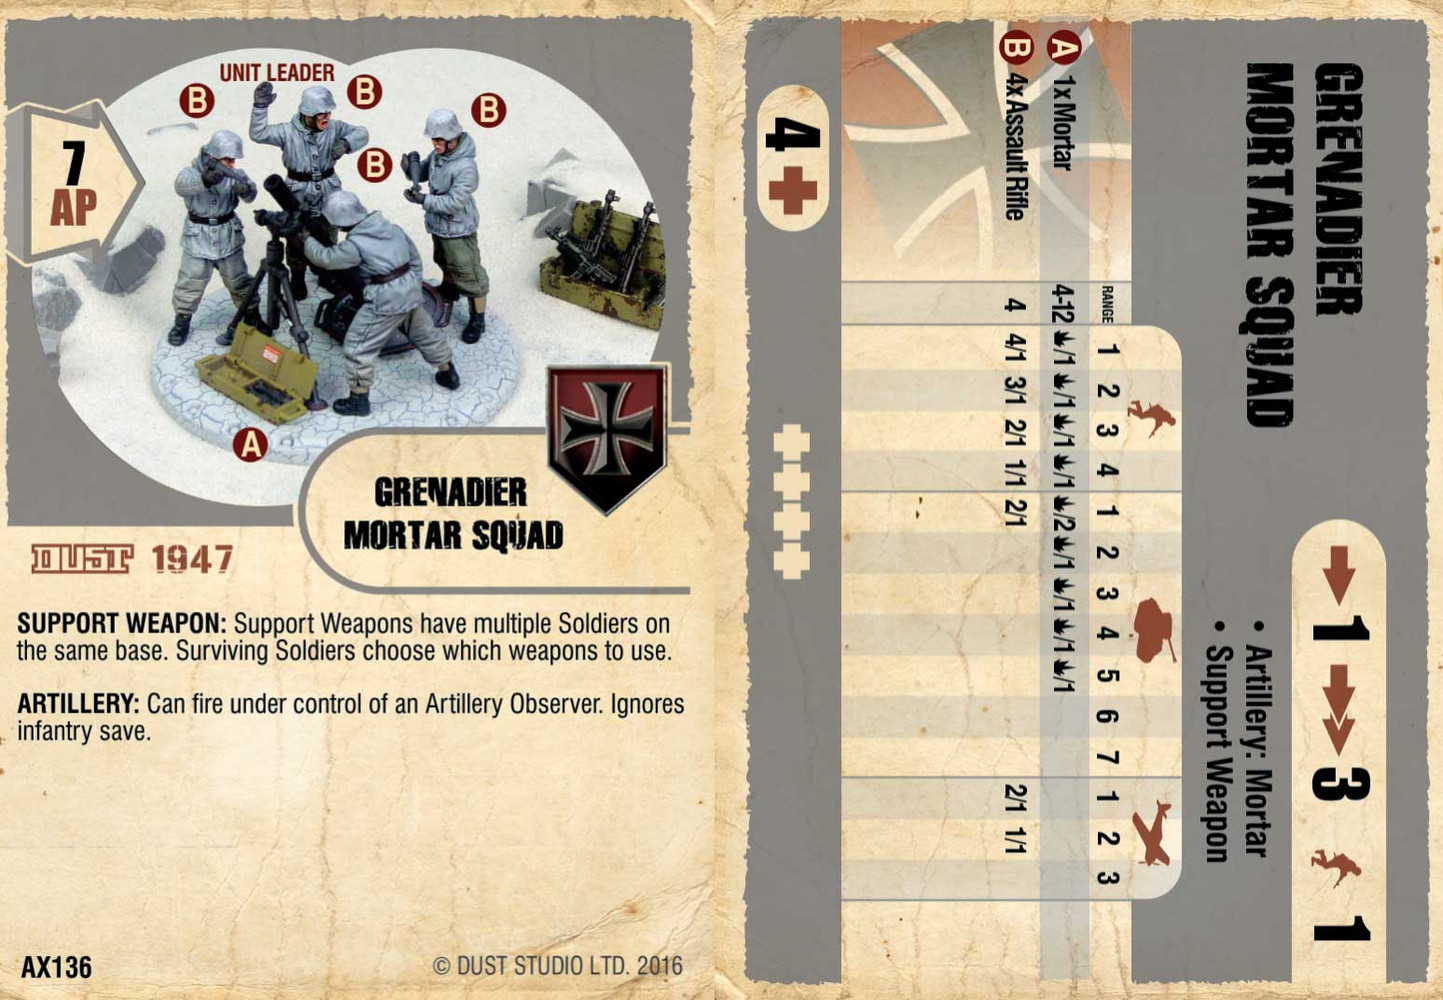 UNIT LEADER
B
B
B
B
7
AP
A
GRENADIER
MORTAR SQUAD
DUST 1947
SUPPORT WEAPON: Support Weapons have multiple Soldiers on
the same base. Surviving Soldiers choose which weapons to use.
ARTILLERY: Can fire under control of an Artillery Observer. Ignores
infantry save.
AX136
© DUST STUDIO LTD. 2016
GRENADIER
MORTAR SQUAD
1 3 1
• Artillery: Mortar
• Support Weapon
RANGE 1 2 3 4 1 2 3 4 5 6 7 1 2 3
A 1x Mortar 4-12 /1 /1 /1 /1 /2 /1 /1 /1 /1
B 4x Assault Rifle 4 4/1 3/1 2/1 1/1 2/1 2/1 1/1
4